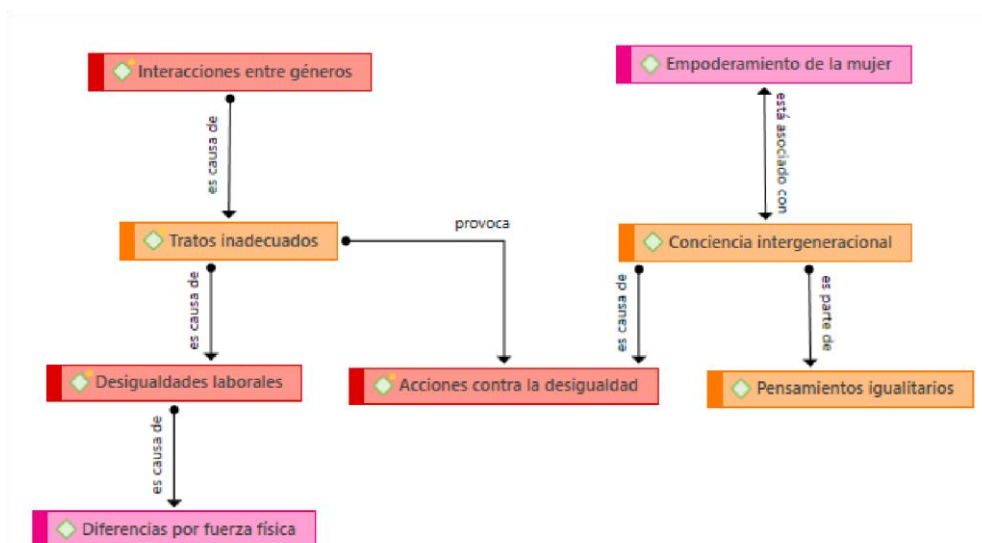 Interacciones entre géneros
Empoderamiento de la mujer
es causa de
está asociado con
Tratos inadecuados
provoca
Conciencia intergeneracional
es causa de
es causa de
es parte de
Desigualdades laborales
Acciones contra la desigualdad
Pensamientos igualitarios
es causa de
Diferencias por fuerza física